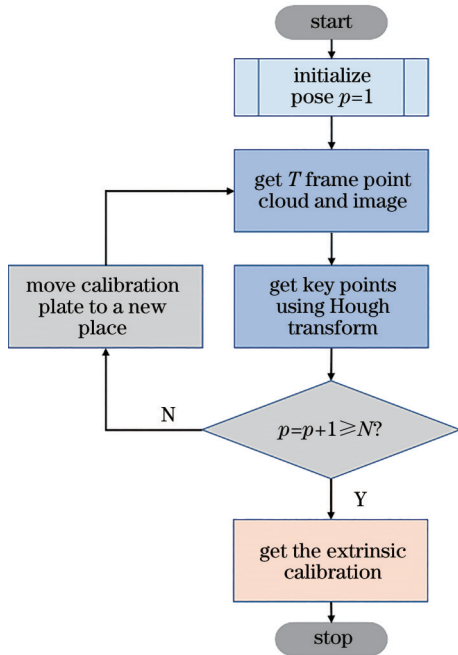 start
initialize
pose p=1
get T frame point
cloud and image
move calibration
plate to a new
place
get key points
using Hough
transform
N
p=p+1⩾N?
Y
get the extrinsic
calibration
stop